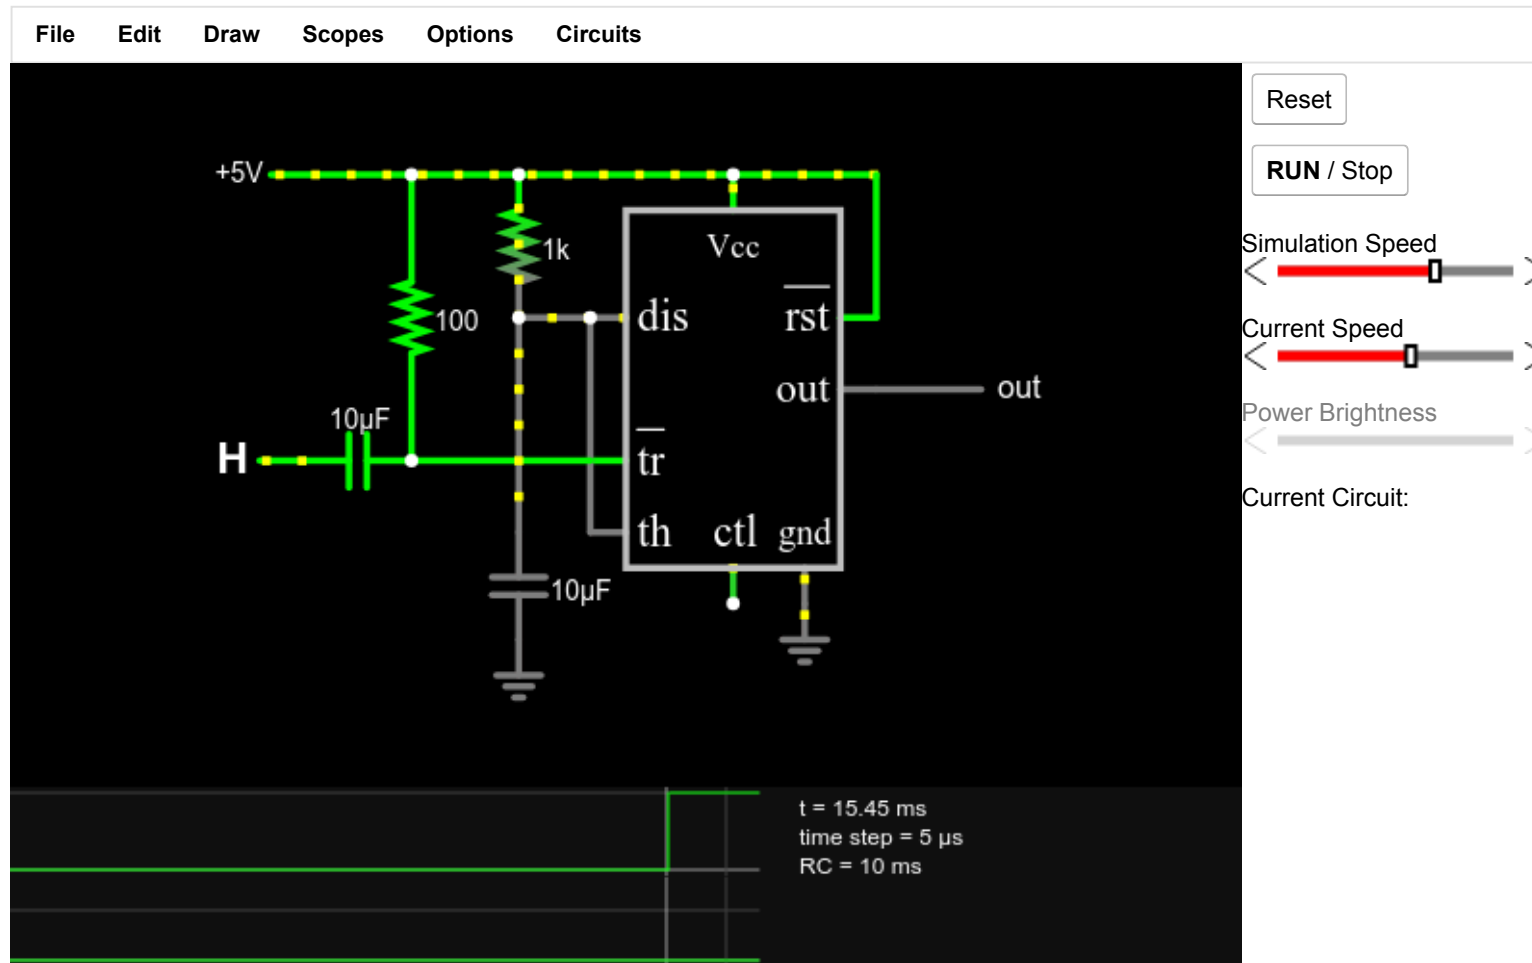 File Edit Draw Scopes Options Circuits
Reset
RUN / Stop
Simulation Speed
Current Speed
Power Brightness
Current Circuit:
+5V
1k
100
10μF
H
10μF
Vcc
dis
rst
out
out
tr
th
ctl
gnd
t = 15.45 ms
time step = 5 μs
RC = 10 ms